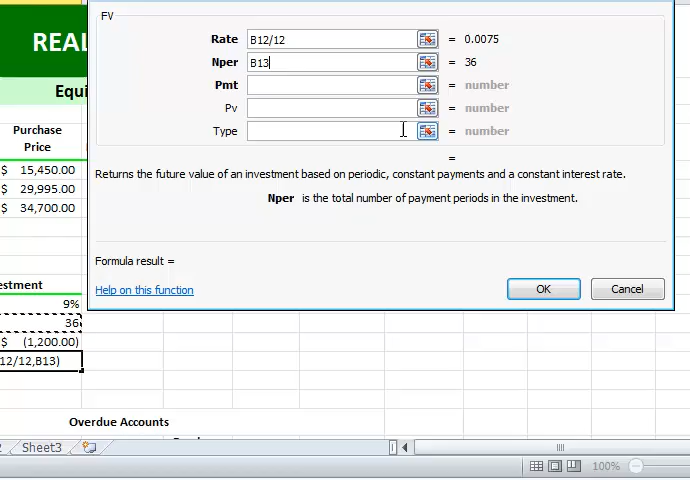 FV
Rate B12/12 = 0.0075
Nper B13 = 36
Pmt = number
Pv = number
Type = number
=
Returns the future value of an investment based on periodic, constant payments and a constant interest rate.
Nper is the total number of payment periods in the investment.
Formula result =
Help on this function
OK
Cancel
REAL
Equi
Purchase
Price
$ 15,450.00
$ 29,995.00
$ 34,700.00
estment
9%
36
$ (1,200.00)
12/12,B13)
Overdue Accounts
Sheet3
100%